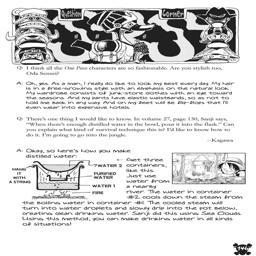 Q: I think all the One Piece characters are so fashionable. Are you stylish too,
Oda Sensei?
A: Oh, yes. As a man, I really do like to look my best every day. My hair
is in a free-growing style with an emphasis on the natural look.
My wardrobe consists of junk-store clothes with an eye toward
the seasons. And my pants have elastic waistbands, so as not to
hold me back in any way. And on my feet will be flip-flops that I'll
even wear into expensive hotels.
Q: There's one thing I would like to know. In volume 27, page 130, Sanji says,
"When there's enough distilled water in the bowl, pour it into the flask." Can
you explain what kind of survival technique this is? I'd like to know how to
do it. I'm going to go into the jungle.
--Kagawa
A: Okay, so here's how you make
distilled water:
HANG
IT
WITH
A STRING
WATER 2
PURIFIED
WATER
WATER 1
FIRE
← Get three
containers,
like this.
Just use
water from
a nearby
river. The water in container
#2 cools down the steam from
the boiling water in container #1. The cooled steam will
turn into water droplets and slowly drip into the pot below,
creating clean drinking water. Sanji did this using Sea Clouds.
Using this method, you can make drinking water in all kinds
of situations!